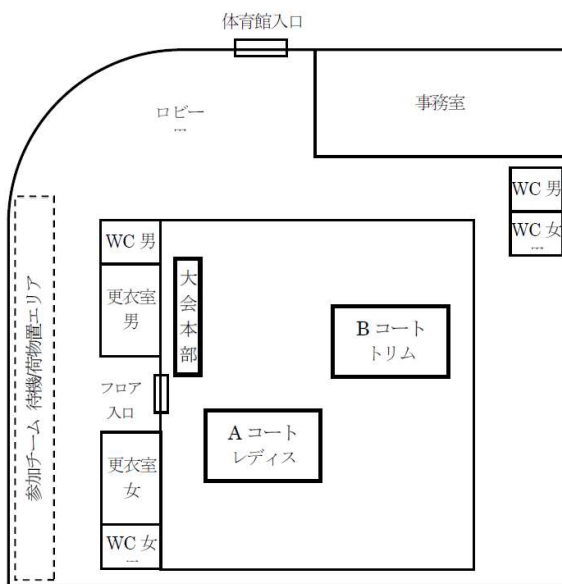 体育館入口
ロビー
事務室
WC 男
WC 女
WC 男
更衣室
男
大会本部
フロア
入口
B コート
トリム
A コート
レディス
更衣室
女
WC 女
参加チーム 待機/荷物置エリア